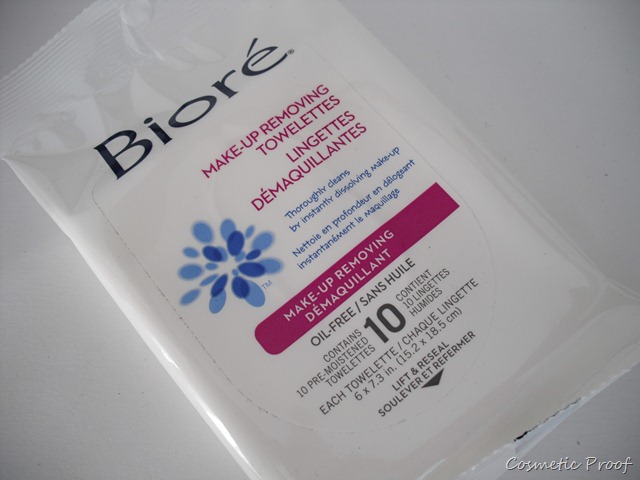 Bioré®
MAKE-UP REMOVING
TOWELETTES
LINGETTES
DÉMAQUILLANTES
Thoroughly cleans
by instantly dissolving make-up
Nettoie en profondeur en délogeant
instantanément le maquillage
TM
MAKE-UP REMOVING
DÉMAQUILLANT
OIL-FREE / SANS HUILE
CONTAINS
10 PRE-MOISTENED
TOWELETTES
10
CONTIENT
10 LINGETTES
HUMIDES
EACH TOWELETTE / CHAQUE LINGETTE
6 x 7.3 in. (15.2 x 18.5 cm)
LIFT & RESEAL
SOULEVER ET REFERMER
Cosmetic Proof